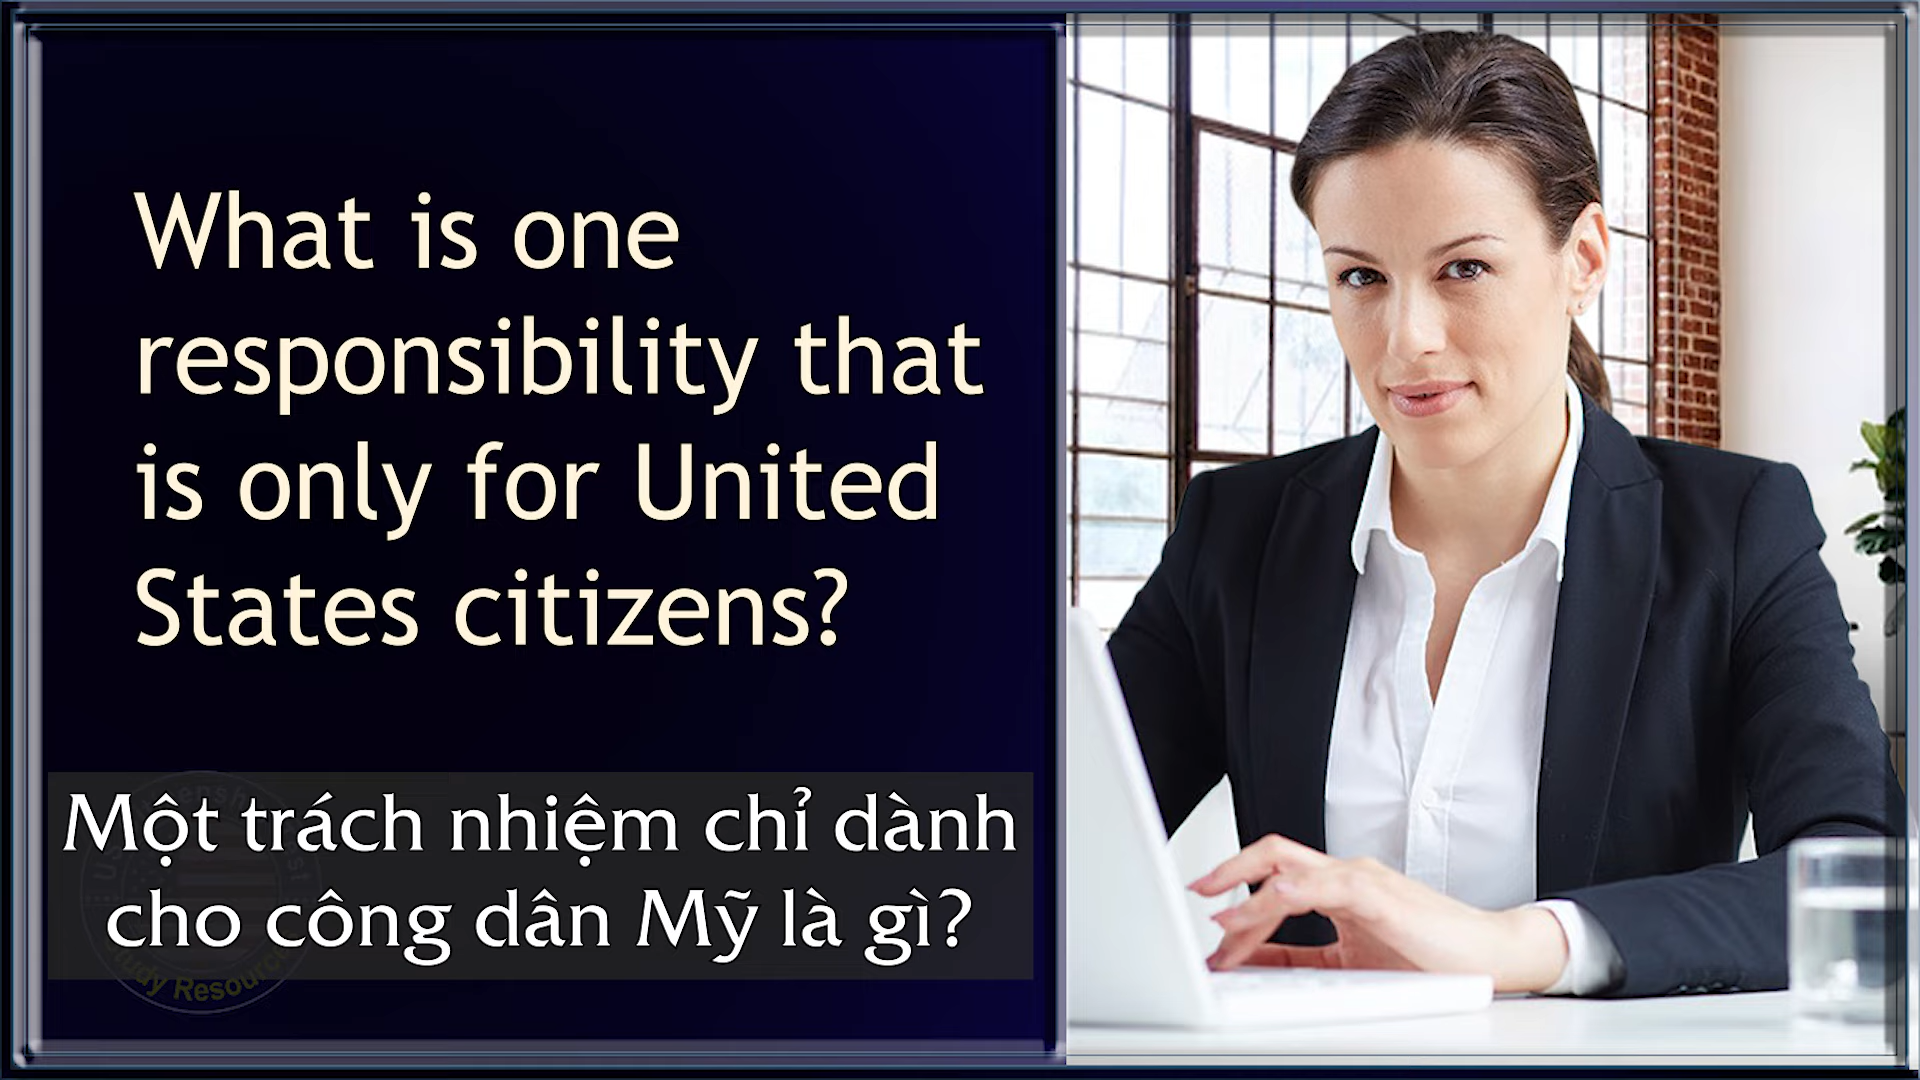 What is one
responsibility that
is only for United
States citizens?
Một trách nhiệm chỉ dành
cho công dân Mỹ là gì?